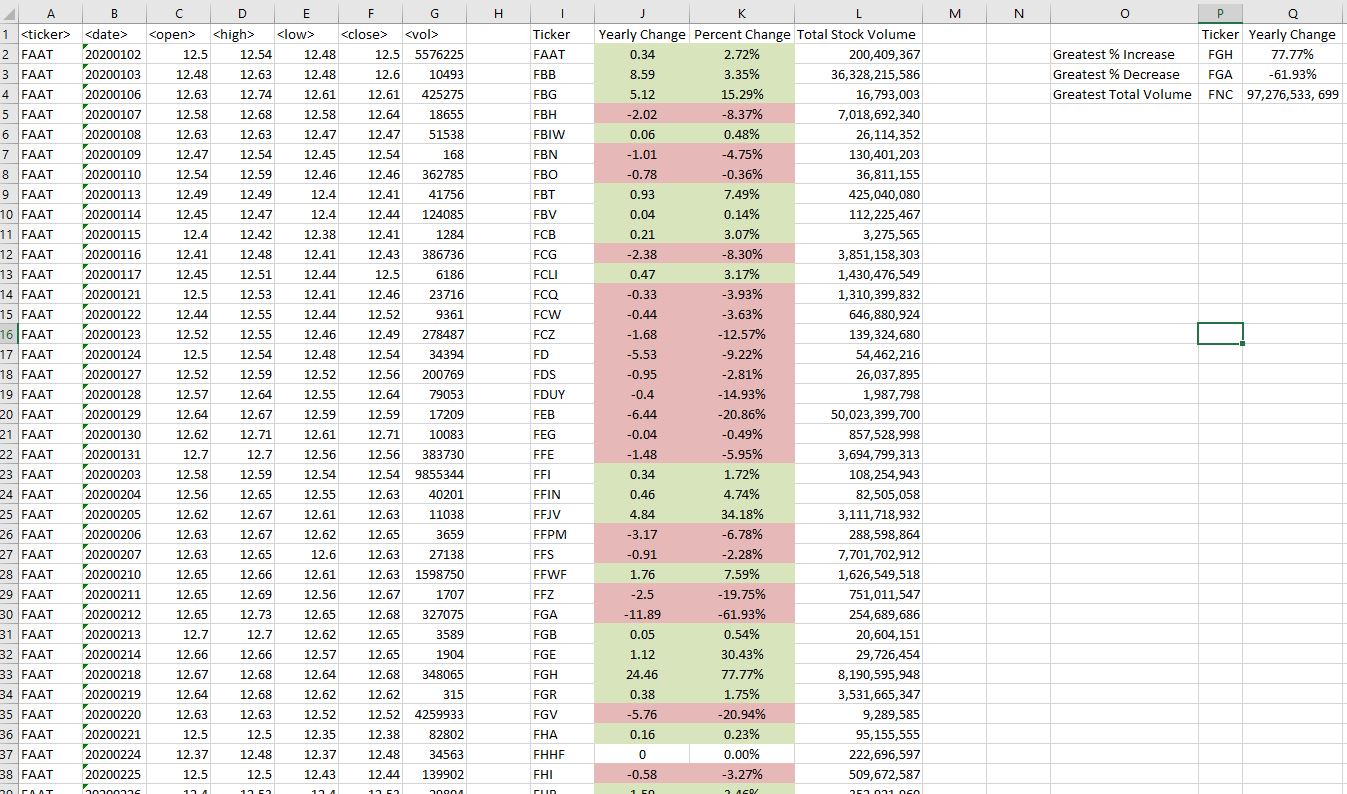 A B C D E F G H I J K L M N O P Q
1 <ticker> <date> <open> <high> <low> <close> <vol> Ticker Yearly Change Percent Change Total Stock Volume Ticker Yearly Change
2 FAAT 20200102 12.5 12.54 12.48 12.5 5576225 FAAT 0.34 2.72% 200,409,367 Greatest % Increase FGH 77.77%
3 FAAT 20200103 12.48 12.63 12.48 12.6 10493 FBB 8.59 3.35% 36,328,215,586 Greatest % Decrease FGA -61.93%
4 FAAT 20200106 12.63 12.74 12.61 12.61 425275 FBG 5.12 15.29% 16,793,003 Greatest Total Volume FNC 97,276,533, 699
5 FAAT 20200107 12.58 12.68 12.58 12.64 18655 FBH -2.02 -8.37% 7,018,692,340
6 FAAT 20200108 12.63 12.63 12.47 12.47 51538 FBIW 0.06 0.48% 26,114,352
7 FAAT 20200109 12.47 12.54 12.45 12.54 168 FBN -1.01 -4.75% 130,401,203
8 FAAT 20200110 12.54 12.59 12.46 12.46 362785 FBO -0.78 -0.36% 36,811,155
9 FAAT 20200113 12.49 12.49 12.4 12.41 41756 FBT 0.93 7.49% 425,040,080
10 FAAT 20200114 12.45 12.47 12.4 12.44 124085 FBV 0.04 0.14% 112,225,467
11 FAAT 20200115 12.4 12.42 12.38 12.41 1284 FCB 0.21 3.07% 3,275,565
12 FAAT 20200116 12.41 12.48 12.41 12.43 386736 FCG -2.38 -8.30% 3,851,158,303
13 FAAT 20200117 12.45 12.51 12.44 12.5 6186 FCLI 0.47 3.17% 1,430,476,549
14 FAAT 20200121 12.5 12.53 12.41 12.46 23716 FCQ -0.33 -3.93% 1,310,399,832
15 FAAT 20200122 12.44 12.55 12.44 12.52 9361 FCW -0.44 -3.63% 646,880,924
16 FAAT 20200123 12.52 12.55 12.46 12.49 278487 FCZ -1.68 -12.57% 139,324,680
17 FAAT 20200124 12.5 12.54 12.48 12.54 34394 FD -5.53 -9.22% 54,462,216
18 FAAT 20200127 12.52 12.59 12.52 12.56 200769 FDS -0.95 -2.81% 26,037,895
19 FAAT 20200128 12.57 12.64 12.55 12.64 79053 FDUY -0.4 -14.93% 1,987,798
20 FAAT 20200129 12.64 12.67 12.59 12.59 17209 FEB -6.44 -20.86% 50,023,399,700
21 FAAT 20200130 12.62 12.71 12.61 12.71 10083 FEG -0.04 -0.49% 857,528,998
22 FAAT 20200131 12.7 12.7 12.56 12.56 383730 FFE -1.48 -5.95% 3,694,799,313
23 FAAT 20200203 12.58 12.59 12.54 12.54 9855344 FFI 0.34 1.72% 108,254,943
24 FAAT 20200204 12.56 12.65 12.55 12.63 40201 FFIN 0.46 4.74% 82,505,058
25 FAAT 20200205 12.62 12.67 12.61 12.63 11038 FFJV 4.84 34.18% 3,111,718,932
26 FAAT 20200206 12.63 12.67 12.62 12.65 3659 FFPM -3.17 -6.78% 288,598,864
27 FAAT 20200207 12.63 12.65 12.6 12.63 27138 FFS -0.91 -2.28% 7,701,702,912
28 FAAT 20200210 12.65 12.66 12.61 12.63 1598750 FFWF 1.76 7.59% 1,626,549,518
29 FAAT 20200211 12.65 12.69 12.56 12.67 1707 FFZ -2.5 -19.75% 751,011,547
30 FAAT 20200212 12.65 12.73 12.65 12.68 327075 FGA -11.89 -61.93% 254,689,686
31 FAAT 20200213 12.7 12.7 12.62 12.65 3589 FGB 0.05 0.54% 20,604,151
32 FAAT 20200214 12.66 12.66 12.57 12.65 1904 FGE 1.12 30.43% 29,726,454
33 FAAT 20200218 12.67 12.68 12.64 12.68 348065 FGH 24.46 77.77% 8,190,595,948
34 FAAT 20200219 12.64 12.68 12.62 12.62 315 FGR 0.38 1.75% 3,531,665,347
35 FAAT 20200220 12.63 12.63 12.52 12.52 4259933 FGV -5.76 -20.94% 9,289,585
36 FAAT 20200221 12.5 12.5 12.35 12.38 82802 FHA 0.16 0.23% 95,155,555
37 FAAT 20200224 12.37 12.48 12.37 12.48 34563 FHHF 0 0.00% 222,696,597
38 FAAT 20200225 12.5 12.5 12.43 12.44 139902 FHI -0.58 -3.27% 509,672,587